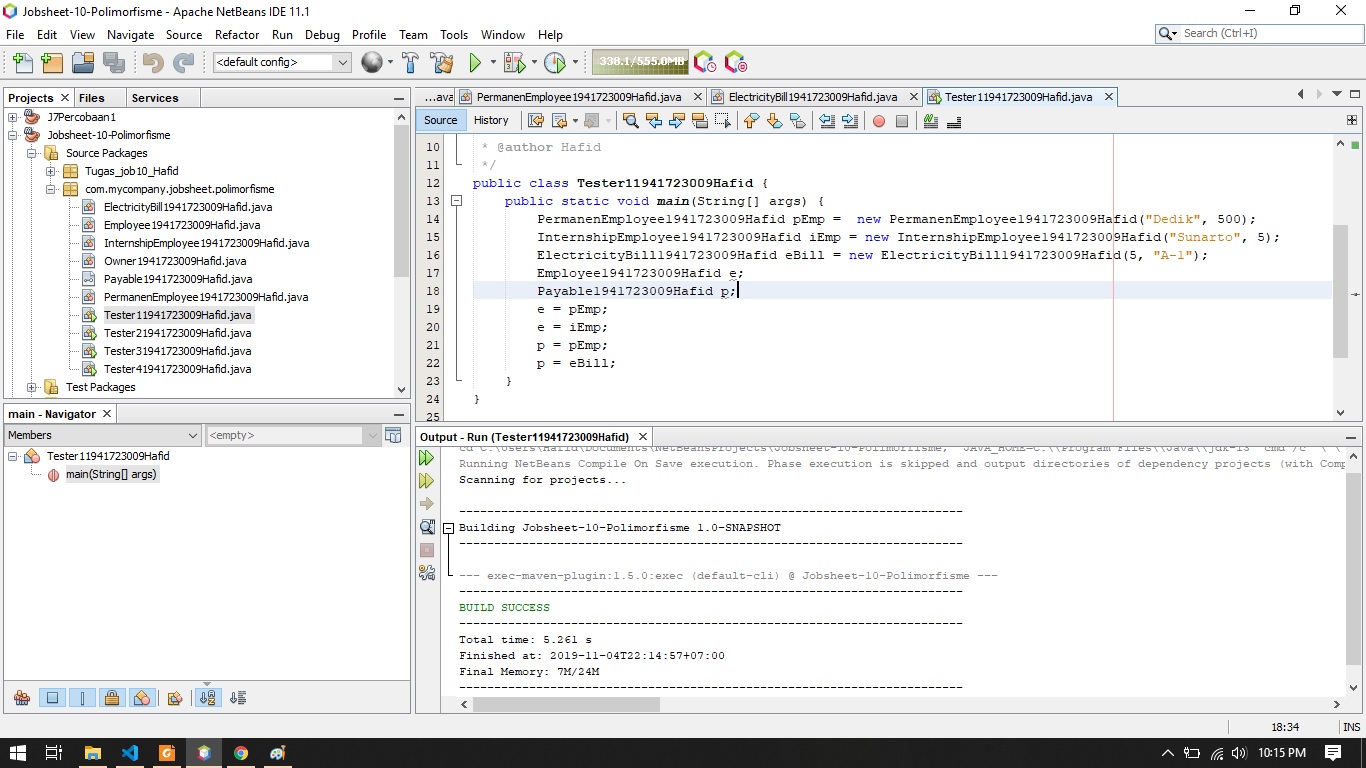 Jobsheet-10-Polimorfisme - Apache NetBeans IDE 11.1
File Edit View Navigate Source Refactor Run Debug Profile Team Tools Window Help
Search (Ctrl+I)
<default config>
338.1/555.0MB
Projects Files Services
J7Percobaan1
Jobsheet-10-Polimorfisme
Source Packages
Tugas_job10_Hafid
com.mycompany.jobsheet.polimorfisme
ElectricityBill1941723009Hafid.java
Employee1941723009Hafid.java
InternshipEmployee1941723009Hafid.java
Owner1941723009Hafid.java
Payable1941723009Hafid.java
PermanenEmployee1941723009Hafid.java
Tester11941723009Hafid.java
Tester21941723009Hafid.java
Tester31941723009Hafid.java
Tester41941723009Hafid.java
Test Packages
main - Navigator
Members <empty>
Tester11941723009Hafid
main(String[] args)
...ava PermanenEmployee1941723009Hafid.java ElectricityBill1941723009Hafid.java Tester11941723009Hafid.java
Source History
10 * @author Hafid
11 */
12 public class Tester11941723009Hafid {
13 public static void main(String[] args) {
14 PermanenEmployee1941723009Hafid pEmp = new PermanenEmployee1941723009Hafid("Dedik", 500);
15 InternshipEmployee1941723009Hafid iEmp = new InternshipEmployee1941723009Hafid("Sunarto", 5);
16 ElectricityBill1941723009Hafid eBill = new ElectricityBill1941723009Hafid(5, "A-1");
17 Employee1941723009Hafid e;
18 Payable1941723009Hafid p;
19 e = pEmp;
20 e = iEmp;
21 p = pEmp;
22 p = eBill;
23 }
24 }
25
Output - Run (Tester11941723009Hafid)
cd C:\Users\Hafid\Documents\NetBeansProjects\Jobsheet-10-Polimorfisme;
Running NetBeans Compile On Save execution. Phase execution is skipped and output directories of dependency projects (with Comp
Scanning for projects...
------------------------------------------------------------------------
Building Jobsheet-10-Polimorfisme 1.0-SNAPSHOT
------------------------------------------------------------------------
--- exec-maven-plugin:1.5.0:exec (default-cli) @ Jobsheet-10-Polimorfisme ---
------------------------------------------------------------------------
BUILD SUCCESS
------------------------------------------------------------------------
Total time: 5.261 s
Finished at: 2019-11-04T22:14:57+07:00
Final Memory: 7M/24M
------------------------------------------------------------------------
18:34 INS
10:15 PM